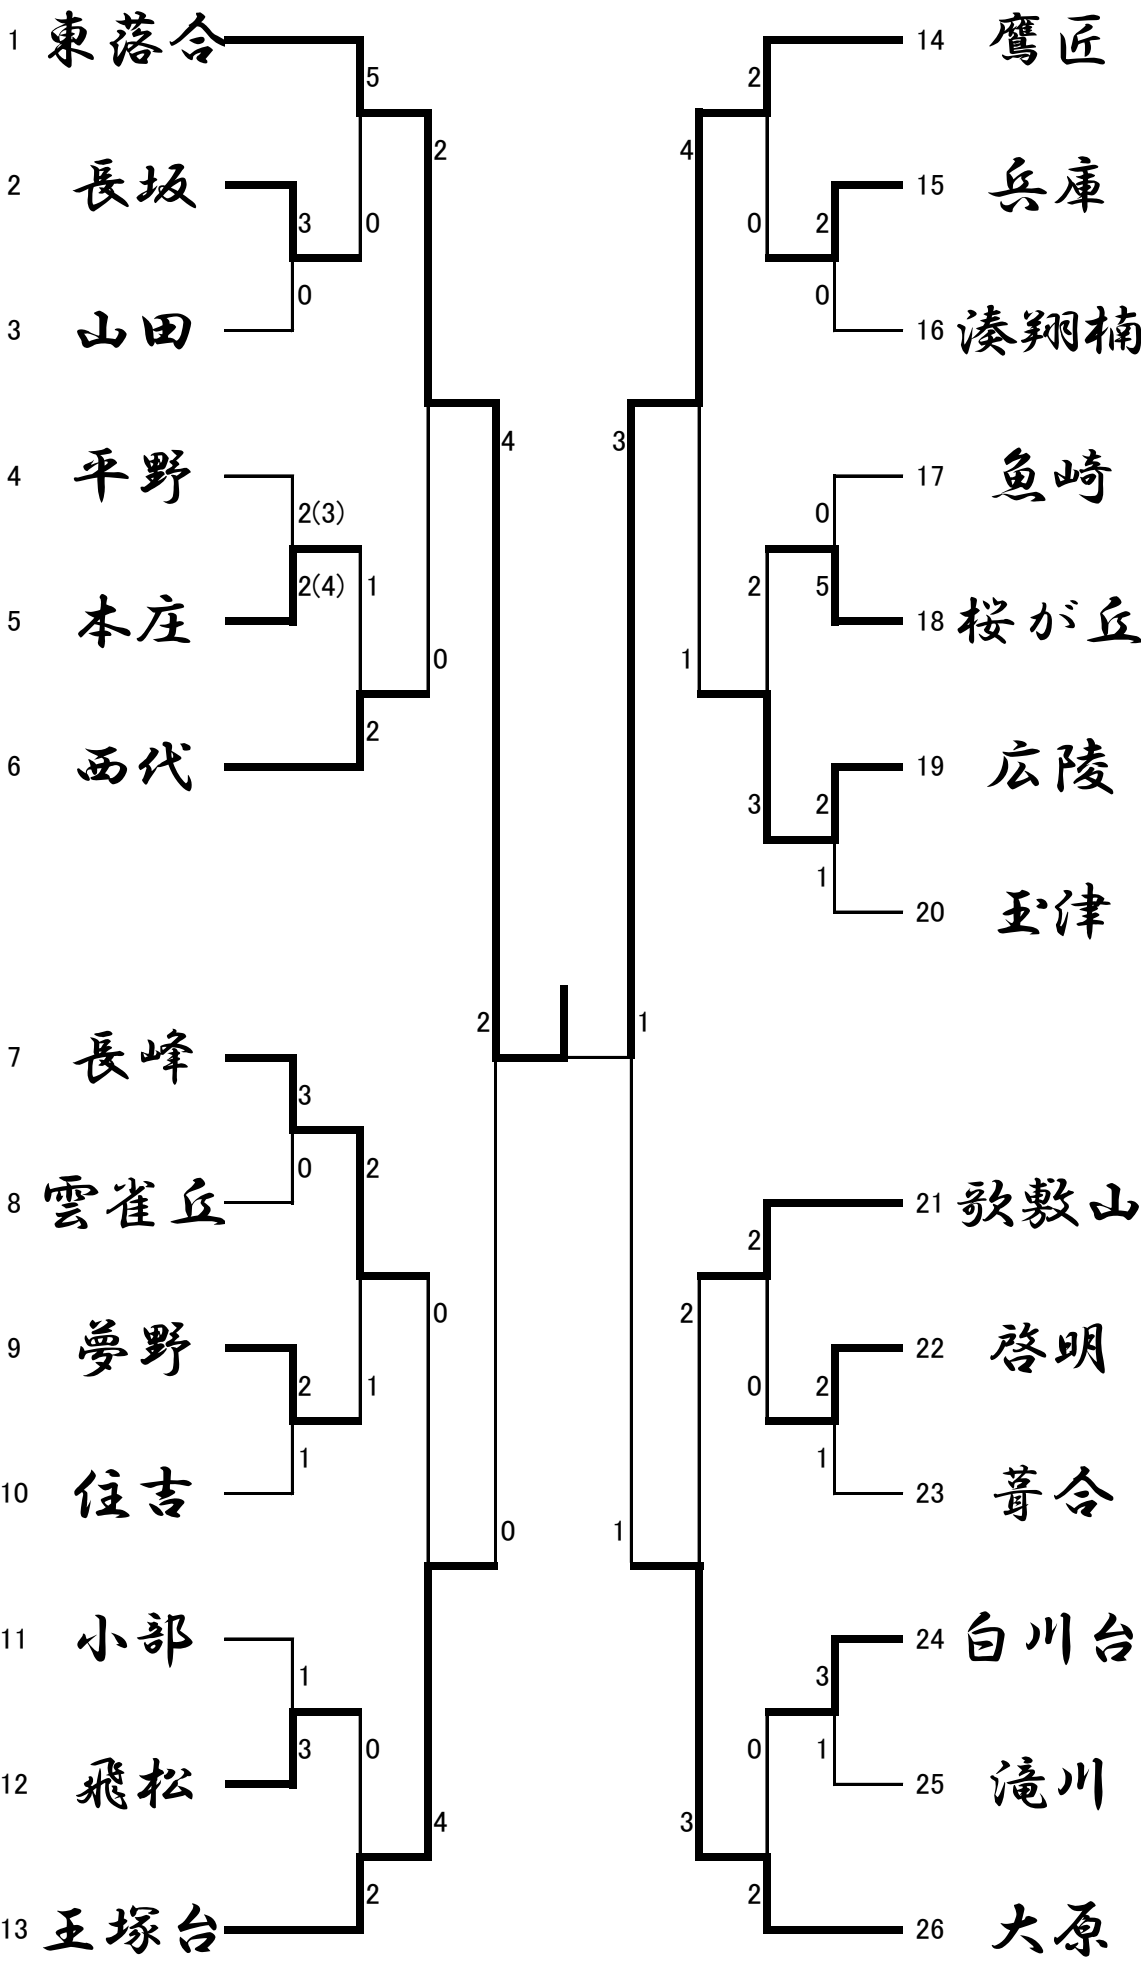 1 東落合
5
2
2 長坂
3
0
0
3 山田
4
4 平野
2(3)
2(4)
1
5 本庄
0
2
6 西代
2
7 長峰
3
0
2
8 雲雀丘
0
9 夢野
2
1
1
10 住吉
0
11 小部
1
3
0
12 飛松
4
2
13 王塚台
14 鷹匠
2
4
15 兵庫
0
2
0
16 湊翔楠
3
17 魚崎
0
2
5
18 桜が丘
1
19 広陵
3
2
1
20 玉津
1
21 歌敷山
2
2
22 啓明
0
2
1
23 葺合
1
24 白川台
3
0
1
25 滝川
3
2
26 大原